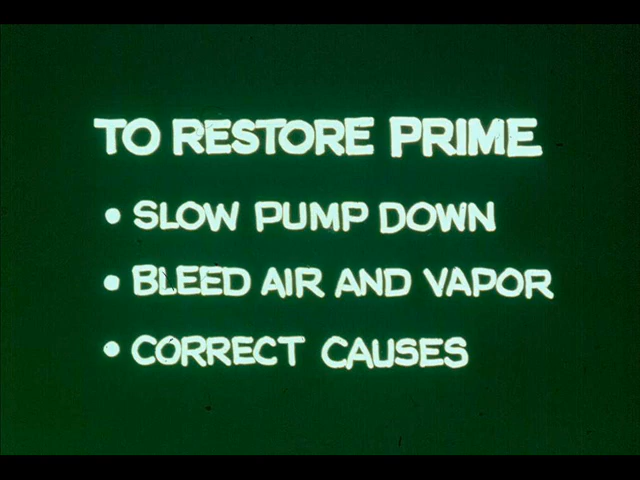 TO RESTORE PRIME
• SLOW PUMP DOWN
• BLEED AIR AND VAPOR
• CORRECT CAUSES